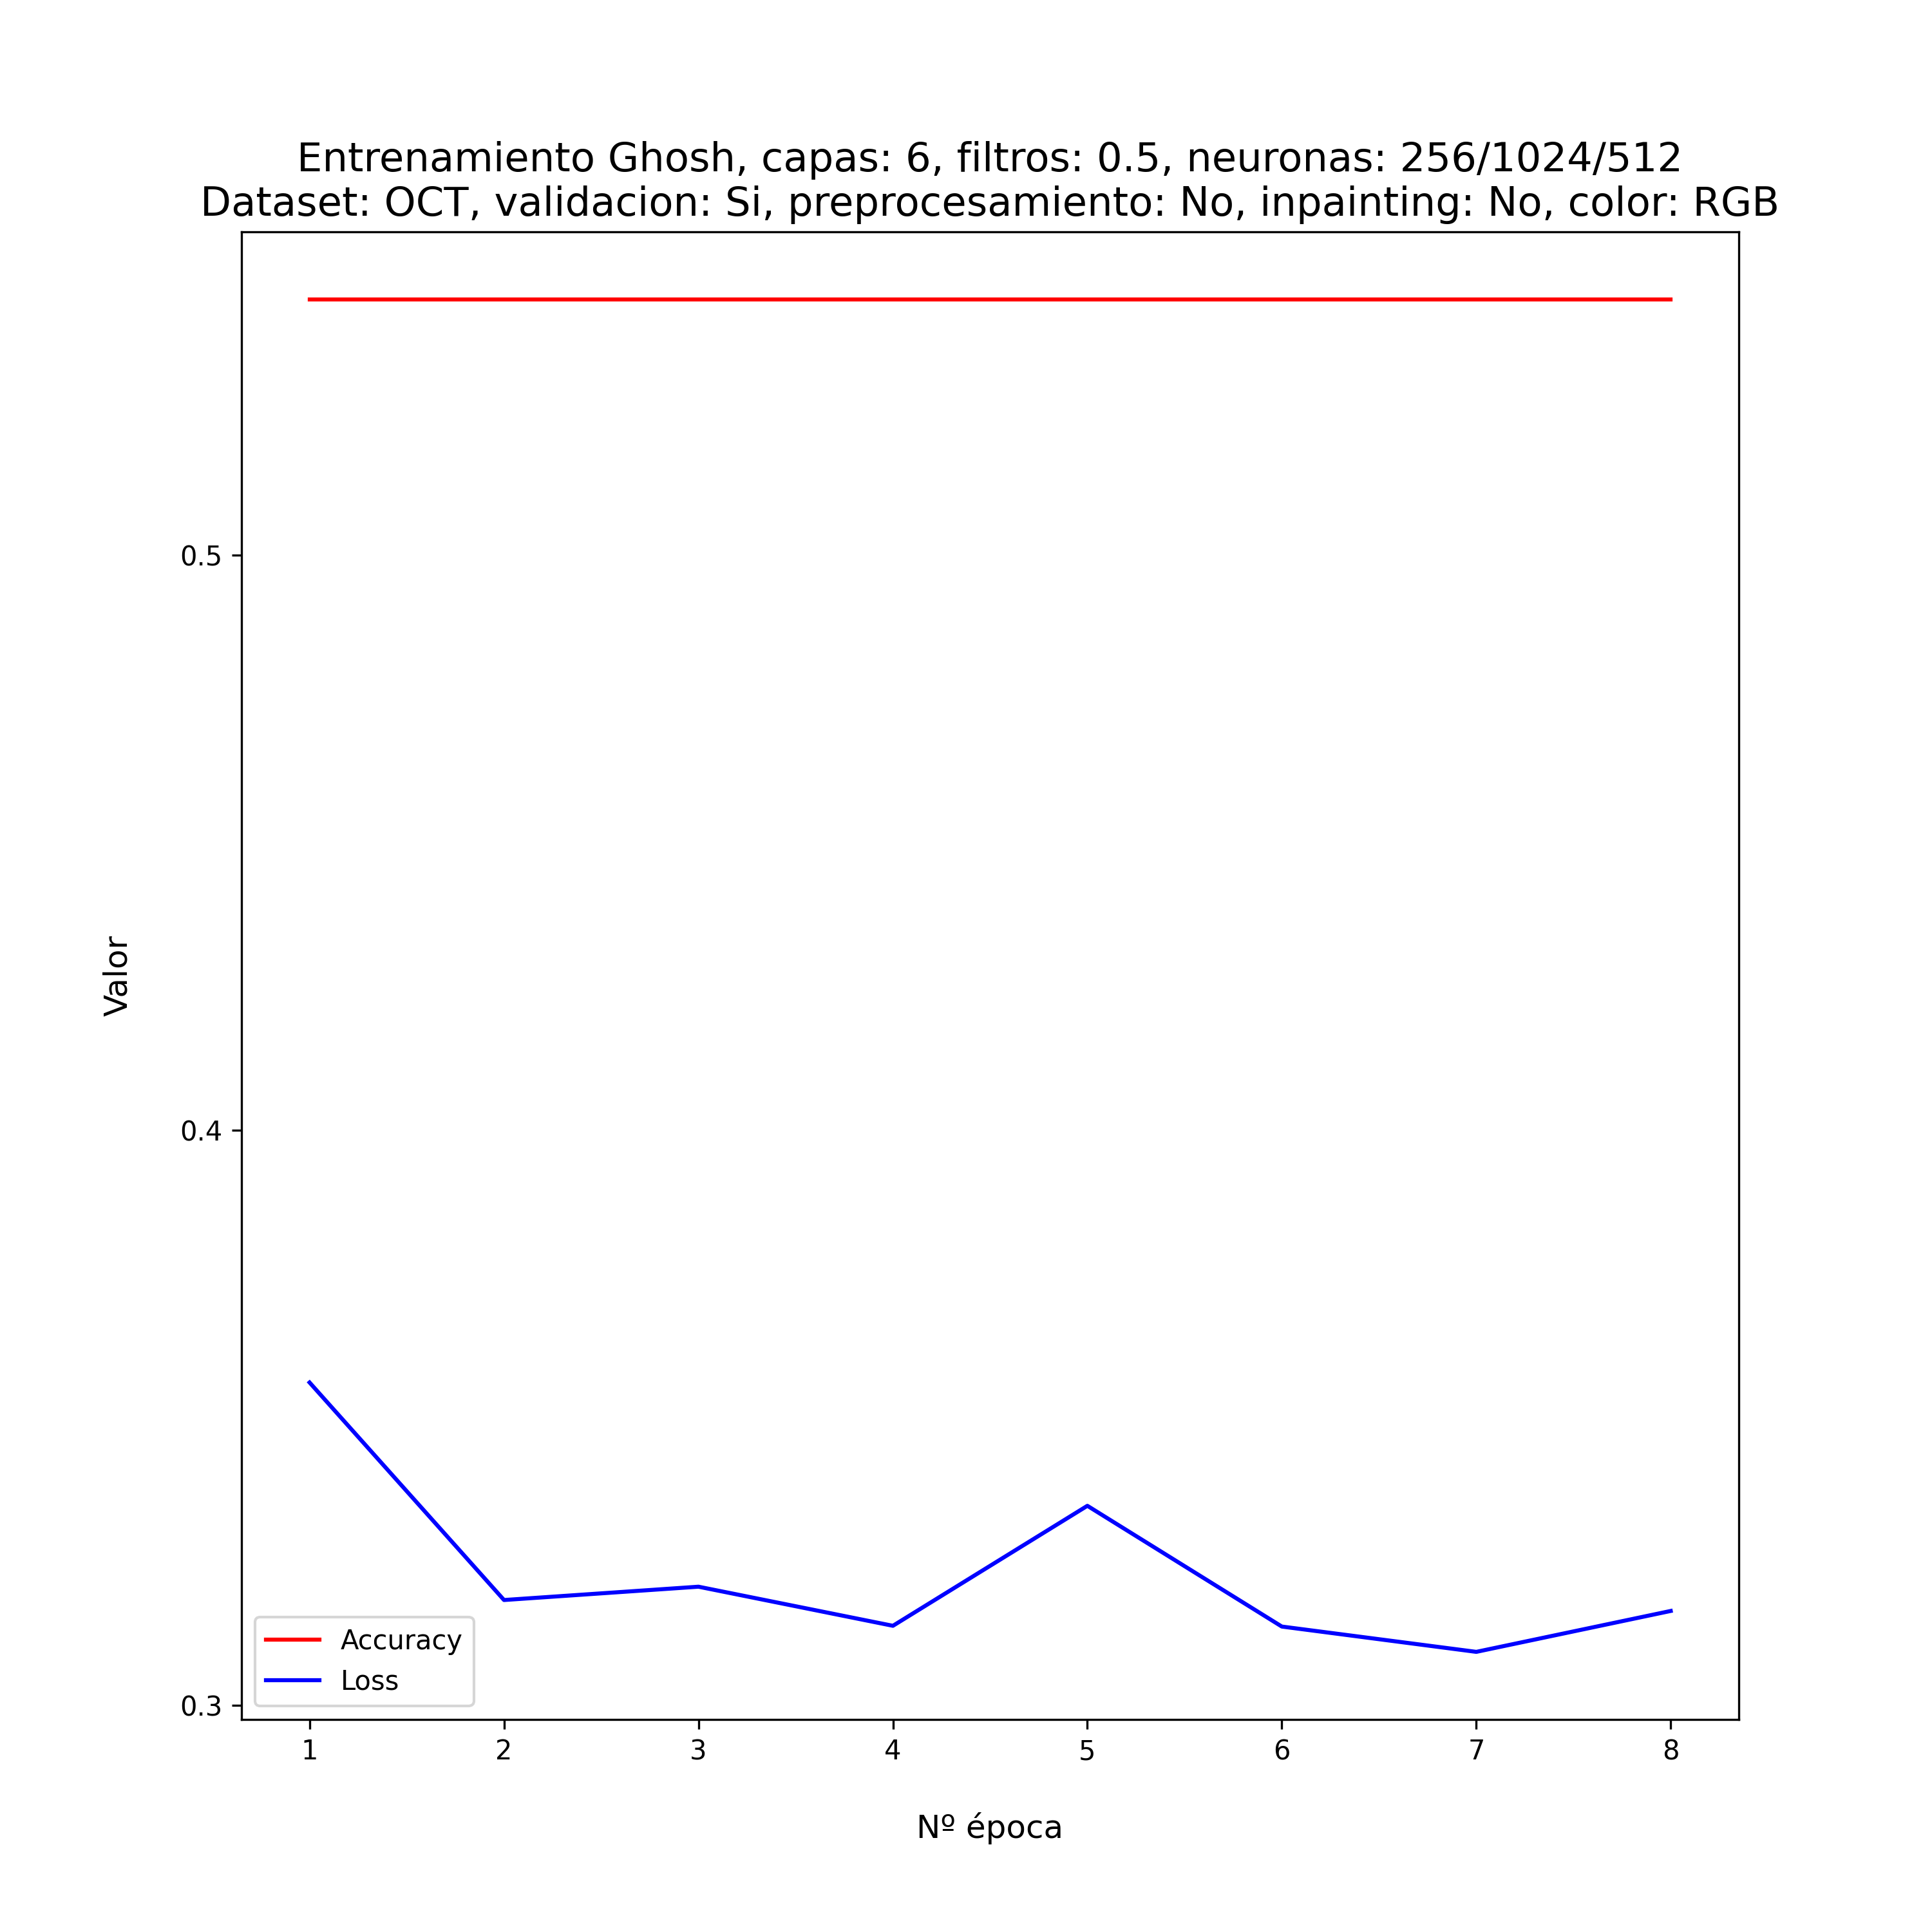 Entrenamiento Ghosh, capas: 6, filtros: 0.5, neuronas: 256/1024/512
Dataset: OCT, validacion: Si, preprocesamiento: No, inpainting: No, color: RGB
Valor
0.5
0.4
0.3
Accuracy
Loss
1 2 3 4 5 6 7 8
Nº época